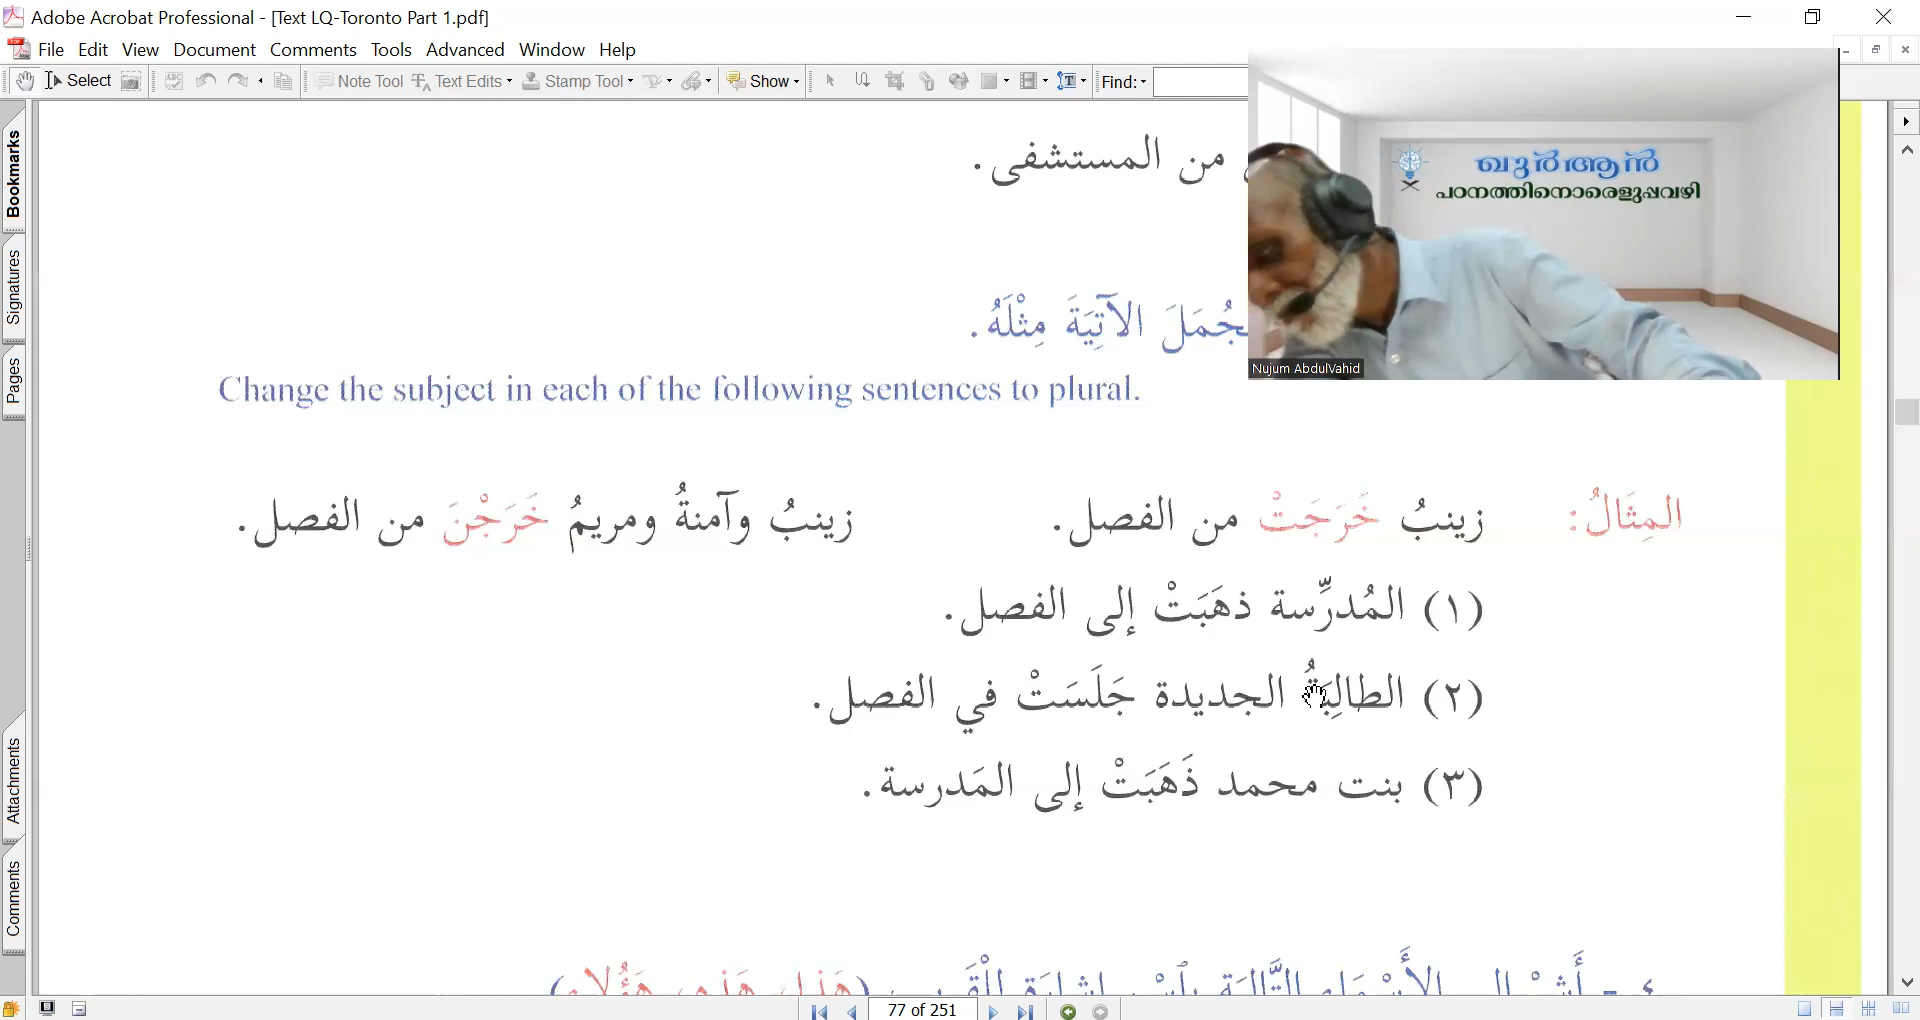 Adobe Acrobat Professional - [Text LQ-Toronto Part 1.pdf]
File Edit View Document Comments Tools Advanced Window Help
Select Note Tool Text Edits Stamp Tool Show Find:
Bookmarks
Signatures
Pages
Attachments
Comments
من المستشفى.
ഖുർആൻ
പഠനത്തിനൊരെളുപ്പവഴി
Nujum AbdulVahid
الآتِيَةَ مِثْلَهُ.
Change the subject in each of the following sentences to plural.
المِثَالُ: زينبُ خَرَجَتْ من الفصل. زينبُ وآمنةُ ومريمُ خَرَجْنَ من الفصل.
(١) المُدرِّسة ذهَبَتْ إلى الفصل.
(٢) الطالِبَةُ الجديدة جَلَسَتْ في الفصل.
(٣) بنت محمد ذَهَبَتْ إلى المَدرسة.
77 of 251